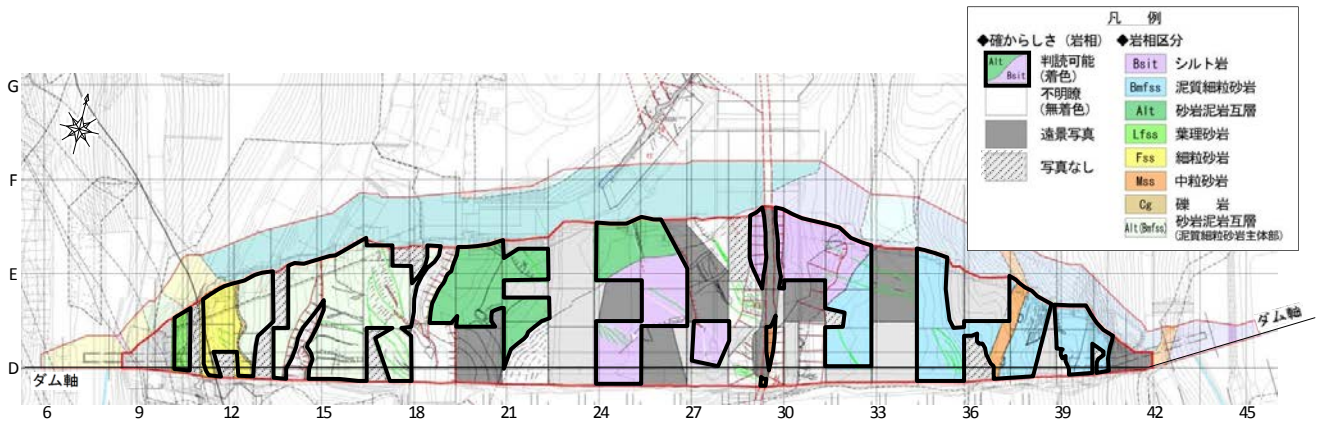 凡 例
◆確からしさ（岩相） ◆岩相区分
Alt
Bsit
判読可能
（着色）
不明瞭
（無着色）
遠景写真
写真なし
Bsit シルト岩
Bmfss 泥質細粒砂岩
Alt 砂岩泥岩互層
Lfss 葉理砂岩
Fss 細粒砂岩
Mss 中粒砂岩
Cg 礫 岩
Alt(Bmfss) 砂岩泥岩互層
（泥質細粒砂岩主体部）
G
F
E
D
ダム軸
ダム軸
6 9 12 15 18 21 24 27 30 33 36 39 42 45